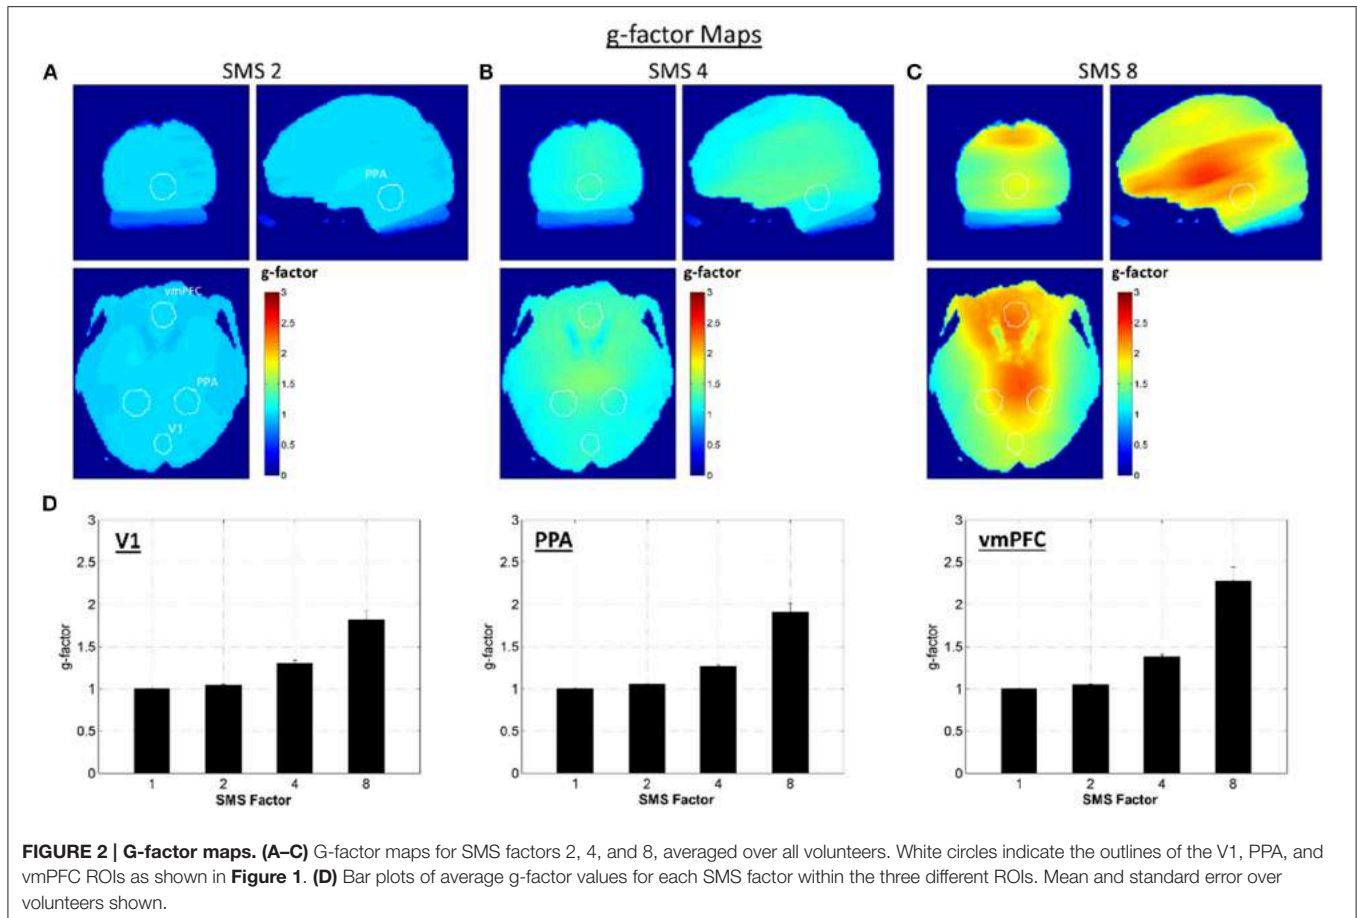 g-factor Maps
A SMS 2 B SMS 4 C SMS 8
PPA
g-factor g-factor g-factor
vmPFC
PPA
V1
3
2.5
2
1.5
1
0.5
0
3
2.5
2
1.5
1
0.5
0
3
2.5
2
1.5
1
0.5
0
D
V1
g-factor
3
2.5
2
1.5
1
0.5
0
1 2 4 8
SMS Factor
PPA
g-factor
3
2.5
2
1.5
1
0.5
0
1 2 4 8
SMS Factor
vmPFC
g-factor
3
2.5
2
1.5
1
0.5
0
1 2 4 8
SMS Factor
FIGURE 2 | G-factor maps. (A–C) G-factor maps for SMS factors 2, 4, and 8, averaged over all volunteers. White circles indicate the outlines of the V1, PPA, and
vmPFC ROIs as shown in Figure 1. (D) Bar plots of average g-factor values for each SMS factor within the three different ROIs. Mean and standard error over
volunteers shown.